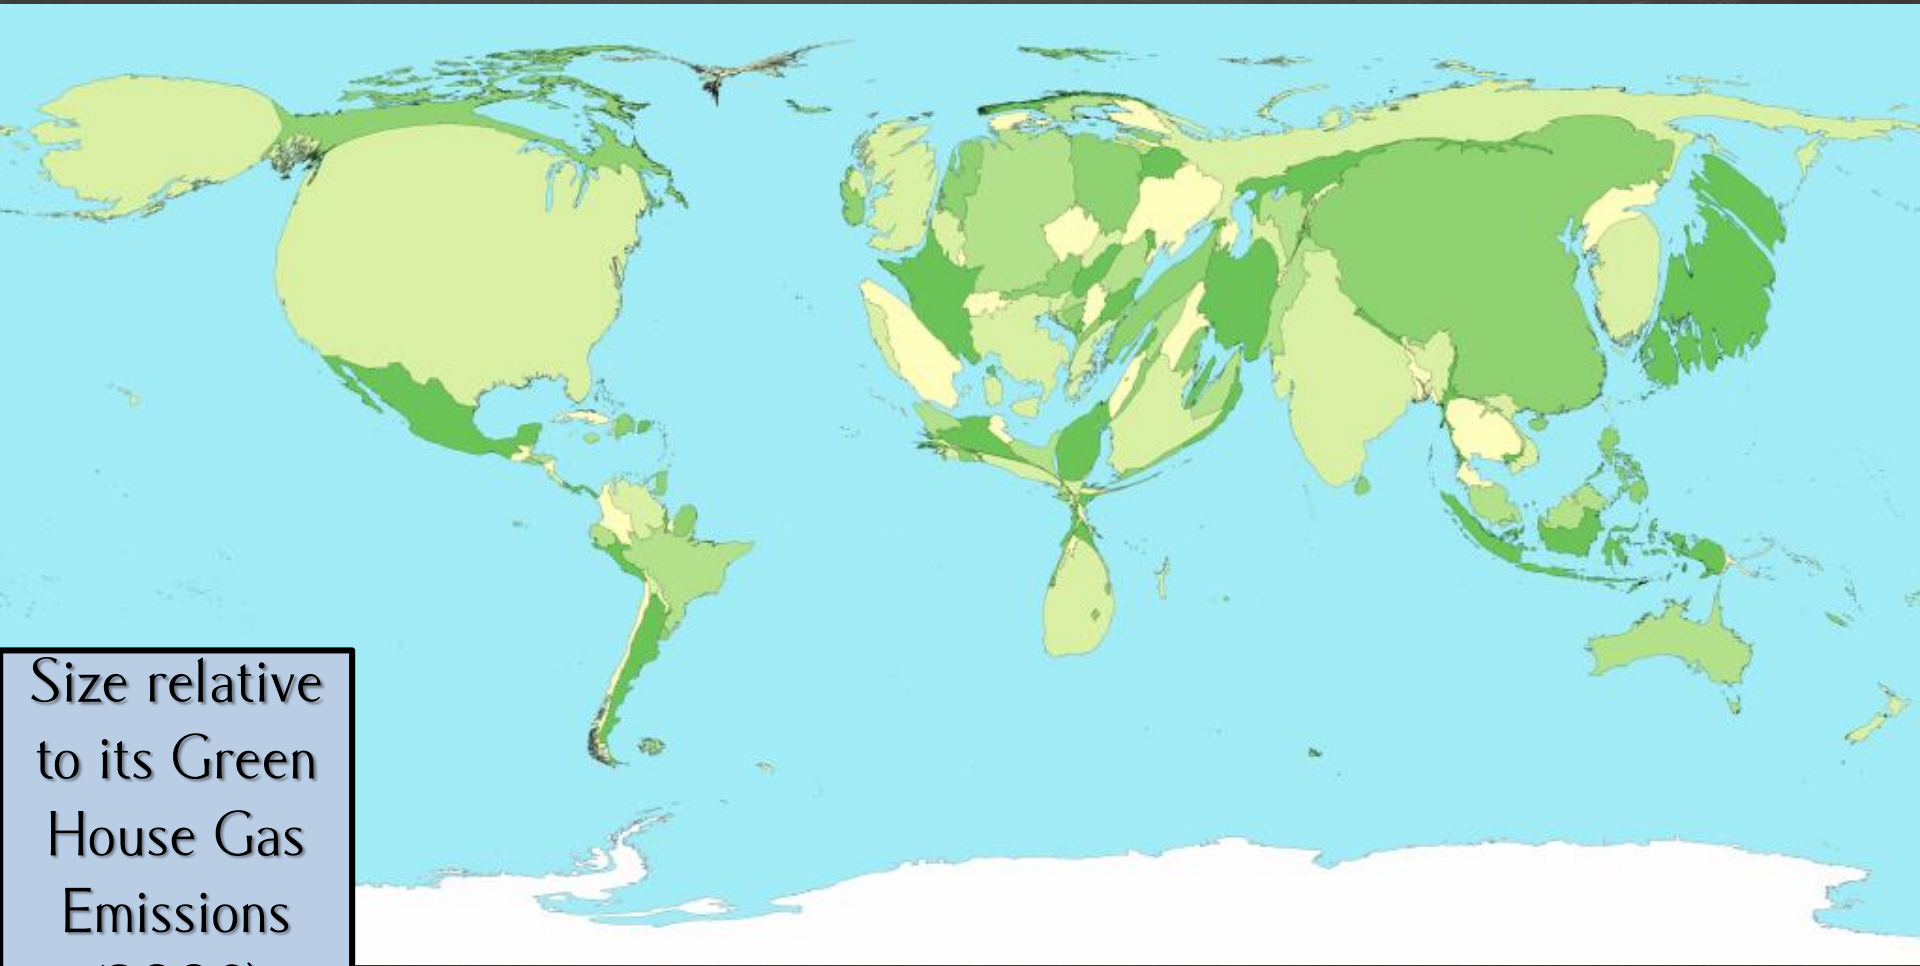 Size relative
to its Green
House Gas
Emissions